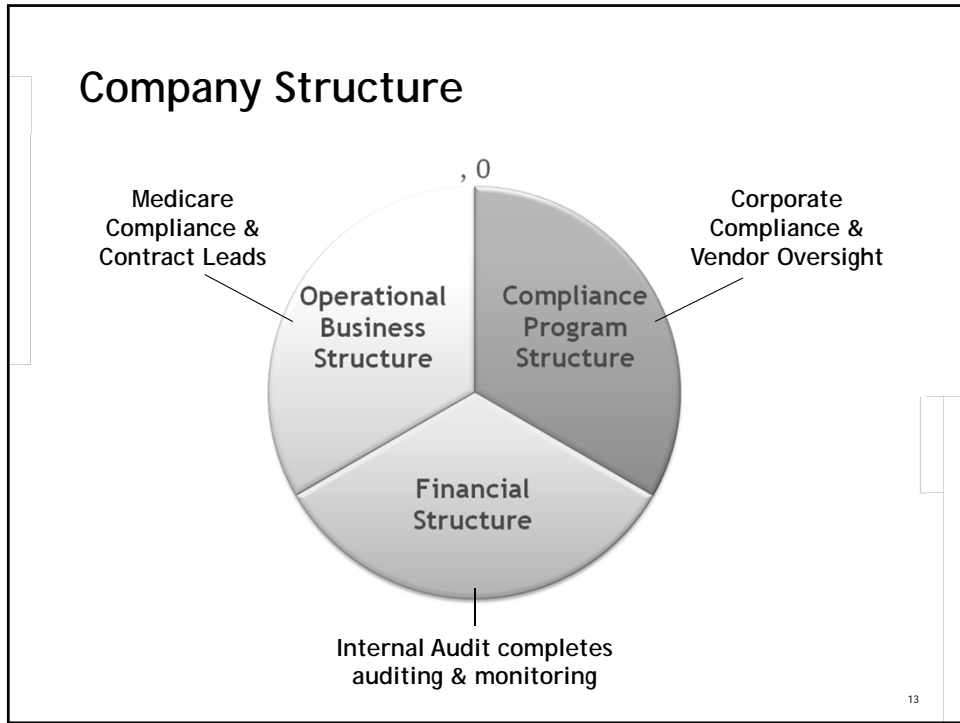 Company Structure
, 0
Medicare
Compliance &
Contract Leads
Corporate
Compliance &
Vendor Oversight
Operational
Business
Structure
Compliance
Program
Structure
Financial
Structure
Internal Audit completes
auditing & monitoring
13